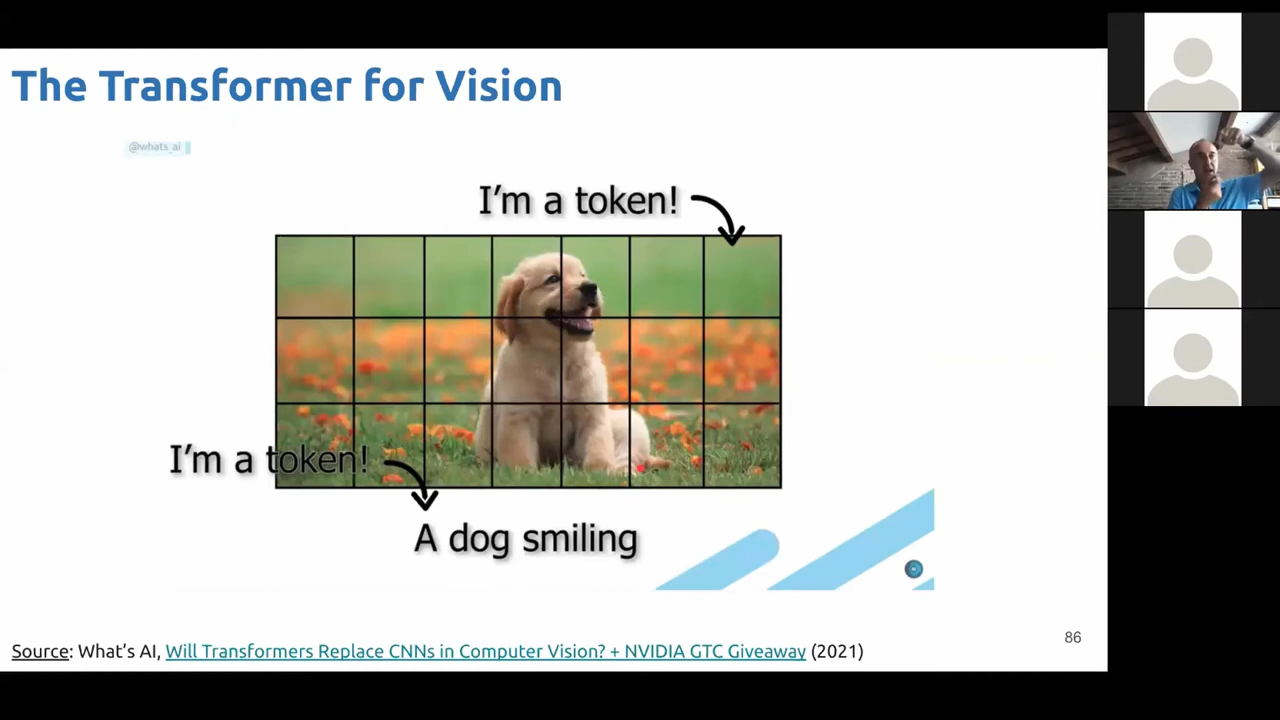 The Transformer for Vision
@whats_ai
I'm a token!
I'm a token!
A dog smiling
86
Source: What's AI, Will Transformers Replace CNNs in Computer Vision? + NVIDIA GTC Giveaway (2021)